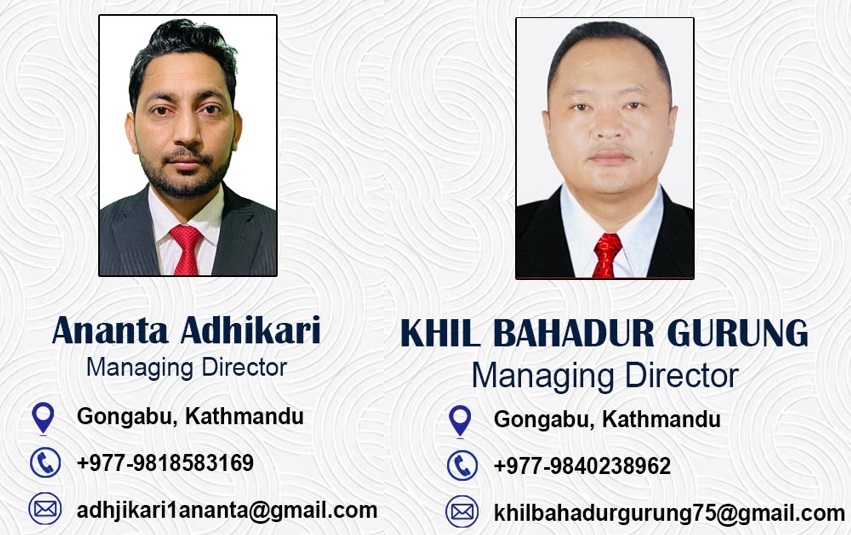 Ananta Adhikari
Managing Director
Gongabu, Kathmandu
+977-9818583169
adhjikari1ananta@gmail.com
KHIL BAHADUR GURUNG
Managing Director
Gongabu, Kathmandu
+977-9840238962
khilbahadurgurung75@gmail.com